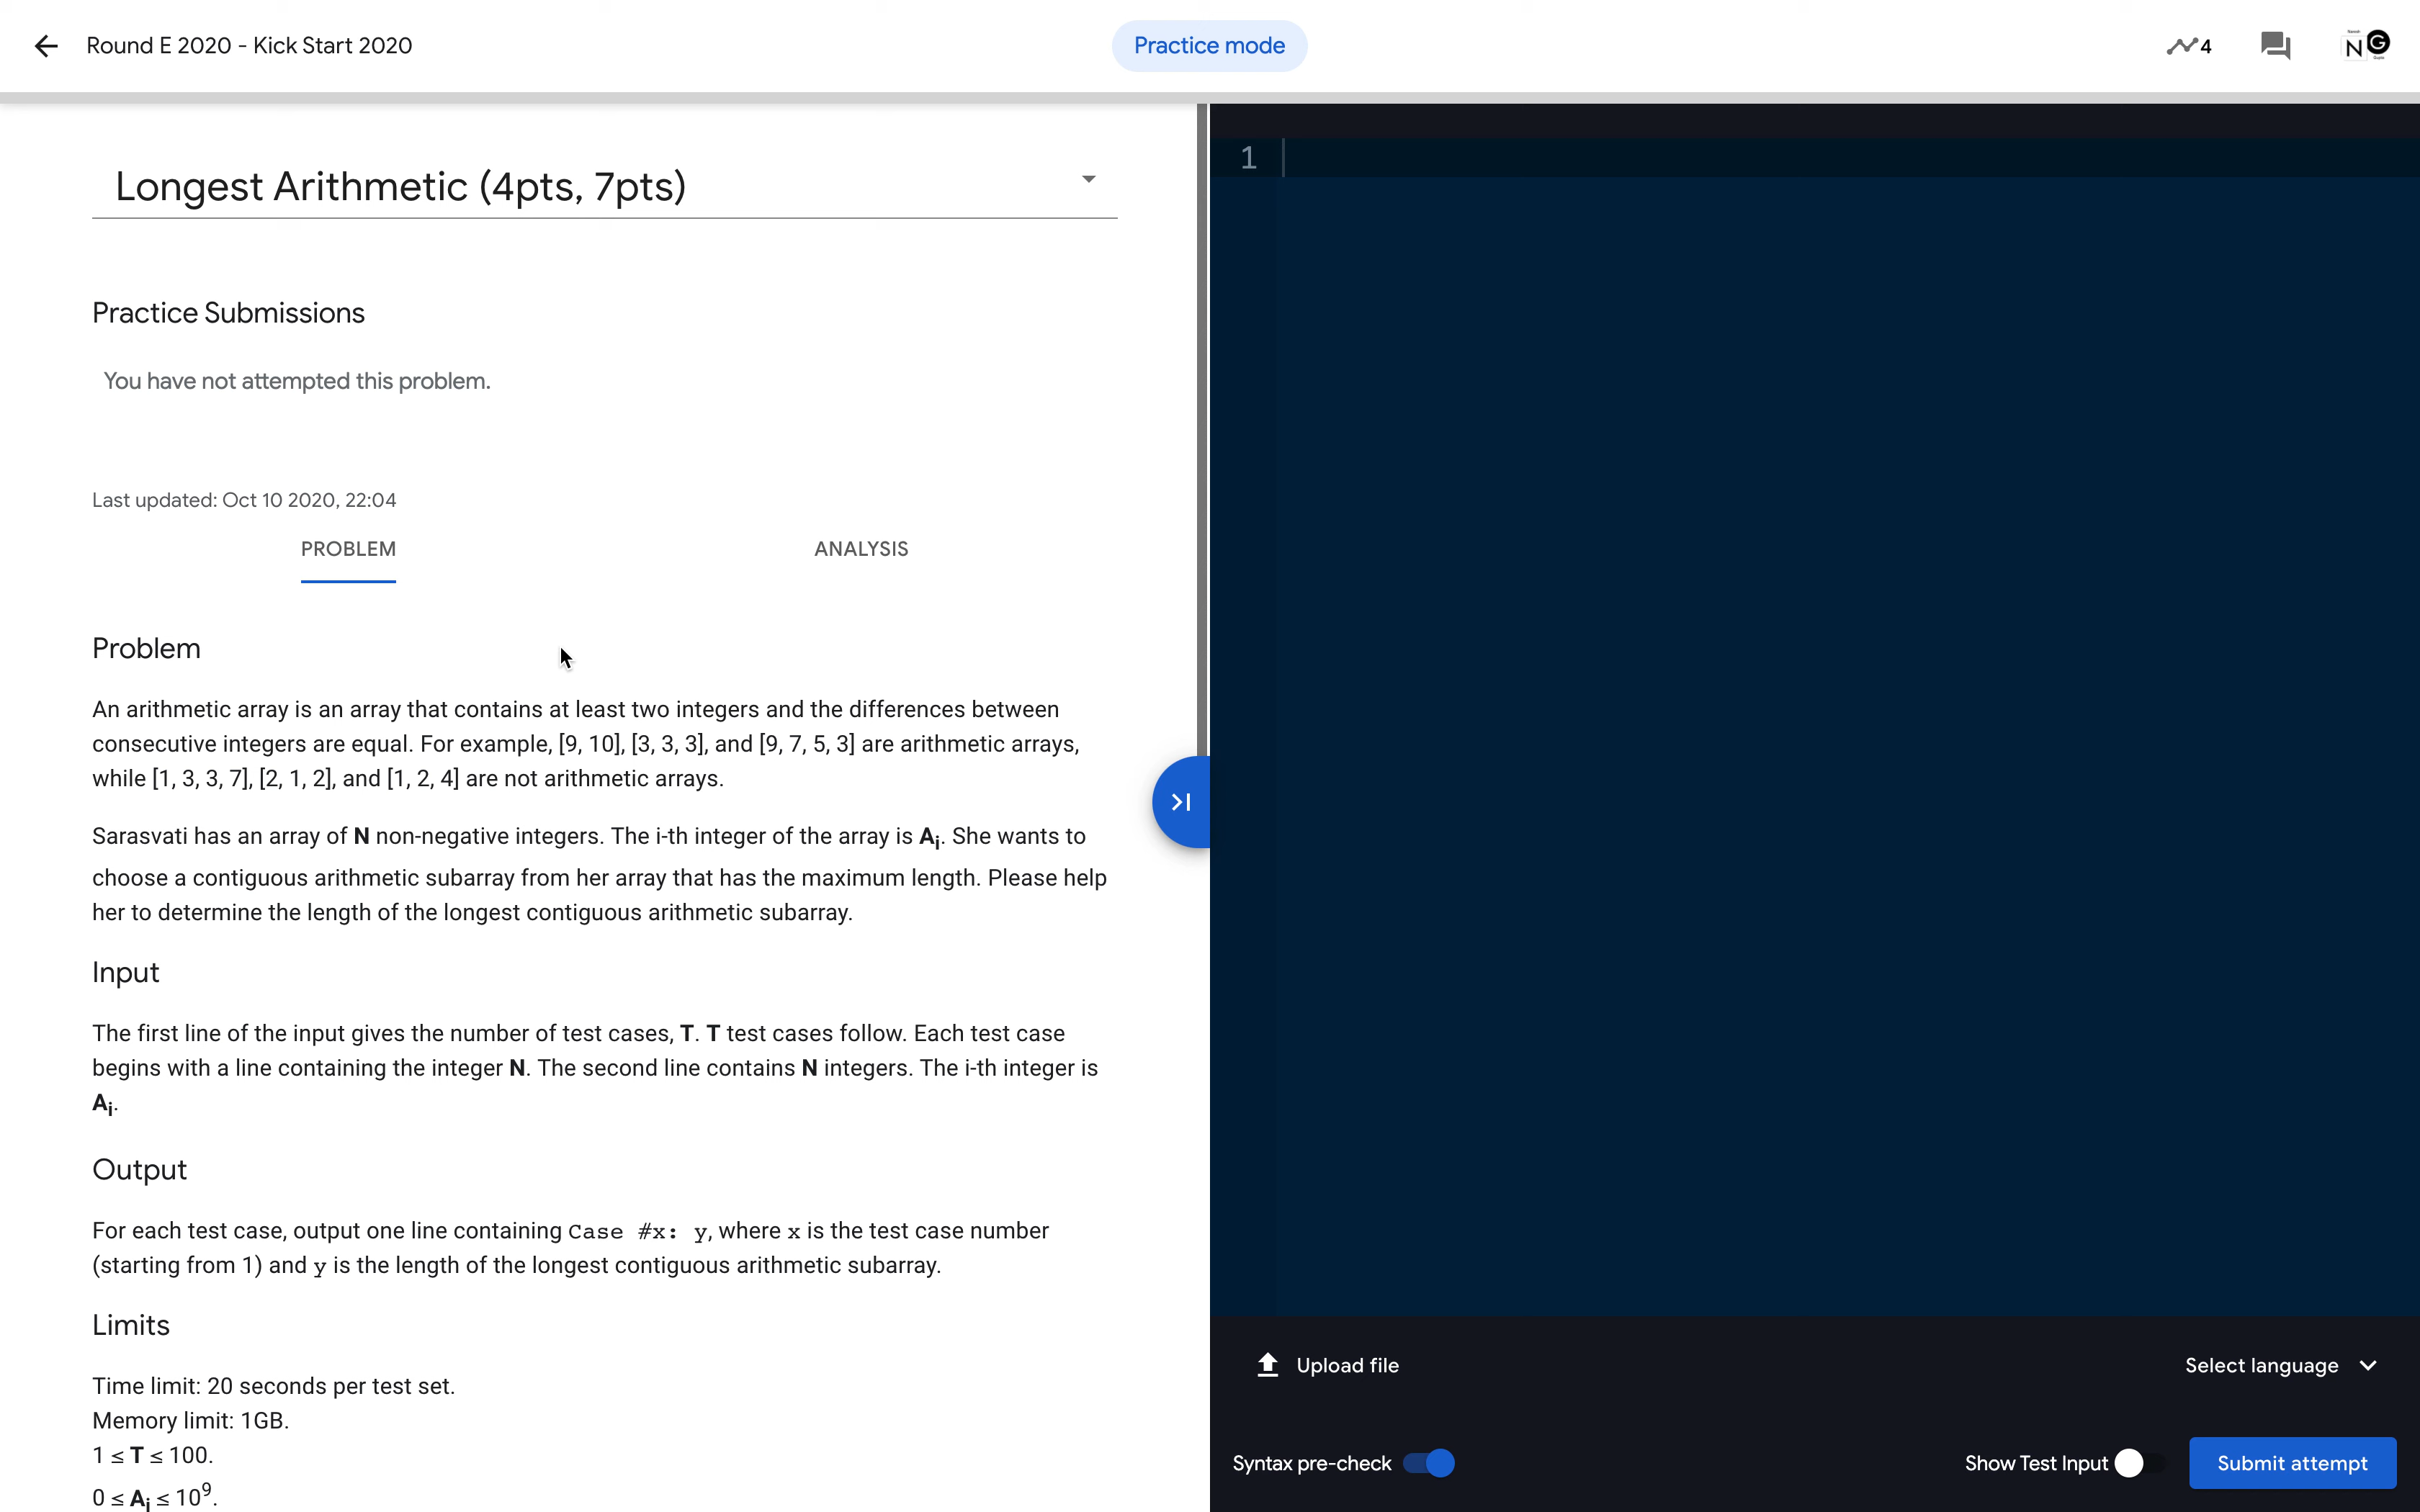 Round E 2020 - Kick Start 2020
Practice mode
4
N G
Longest Arithmetic (4pts, 7pts)
1
Practice Submissions
You have not attempted this problem.
Last updated: Oct 10 2020, 22:04
PROBLEM
ANALYSIS
Problem
An arithmetic array is an array that contains at least two integers and the differences between
consecutive integers are equal. For example, [9, 10], [3, 3, 3], and [9, 7, 5, 3] are arithmetic arrays,
while [1, 3, 3, 7], [2, 1, 2], and [1, 2, 4] are not arithmetic arrays.
Sarasvati has an array of N non-negative integers. The i-th integer of the array is Ai. She wants to
choose a contiguous arithmetic subarray from her array that has the maximum length. Please help
her to determine the length of the longest contiguous arithmetic subarray.
Input
The first line of the input gives the number of test cases, T. T test cases follow. Each test case
begins with a line containing the integer N. The second line contains N integers. The i-th integer is
Ai.
Output
For each test case, output one line containing Case #x: y, where x is the test case number
(starting from 1) and y is the length of the longest contiguous arithmetic subarray.
Limits
Time limit: 20 seconds per test set.
Memory limit: 1GB.
1 ≤ T ≤ 100.
0 ≤ Ai ≤ 10⁹.
Upload file
Select language
Syntax pre-check
Show Test Input
Submit attempt